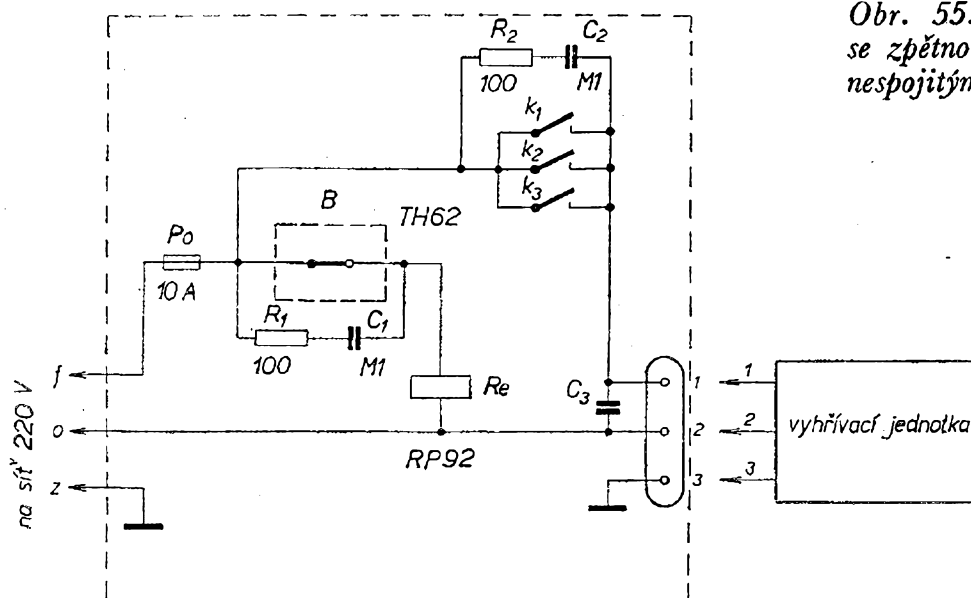 Obr. 55.
se zpětno
nespojitým
R2
C2
100
M1
k1
k2
k3
B
TH62
Po
10 A
R1
C1
100
M1
f
Re
C3
1
1
na síť 220 V
o
2
2
vyhřívací jednotka
RP92
z
3
3